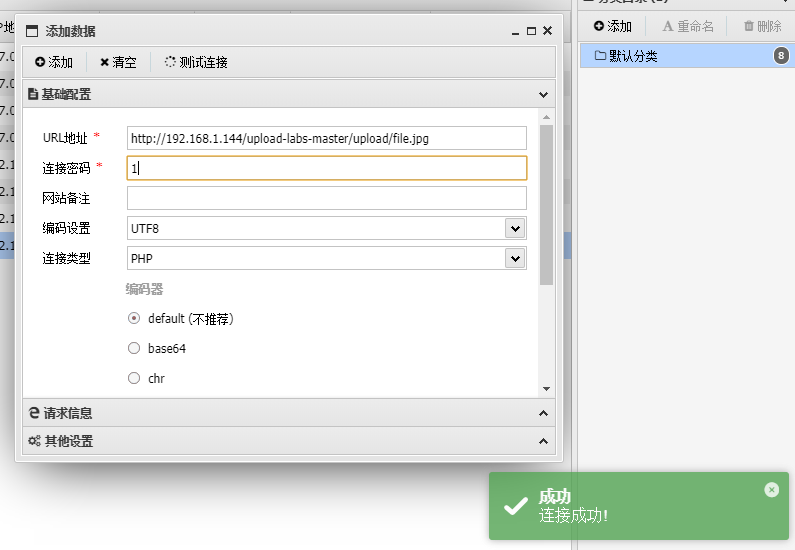 添加数据
添加 清空 测试连接
基础配置
URL地址 * http://192.168.1.144/upload-labs-master/upload/file.jpg
连接密码 * 1
网站备注
编码设置 UTF8
连接类型 PHP
编码器
default (不推荐)
base64
chr
请求信息
其他设置
添加 重命名 删除
默认分类 8
成功
连接成功!